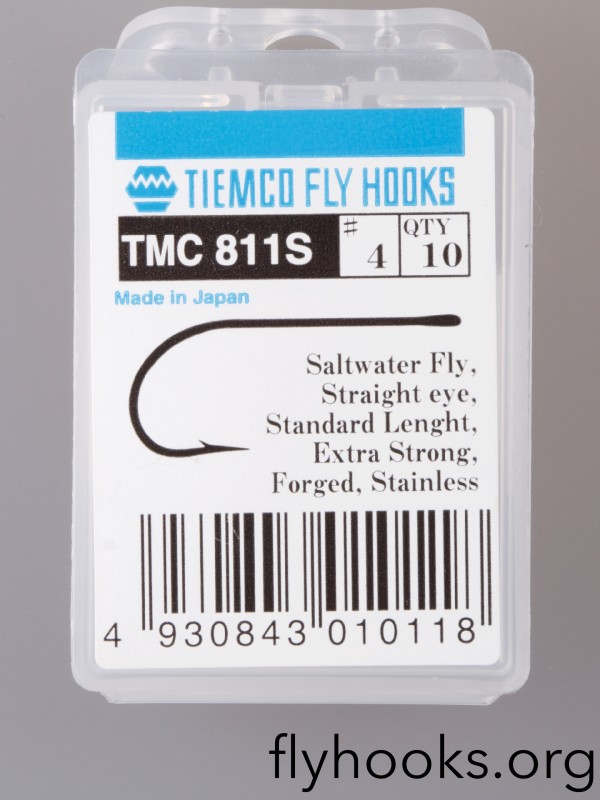 TIEMCO FLY HOOKS
TMC 811S # 4 QTY 10
Made in Japan
Saltwater Fly,
Straight eye,
Standard Lenght,
Extra Strong,
Forged, Stainless
4 930843 010118
flyhooks.org